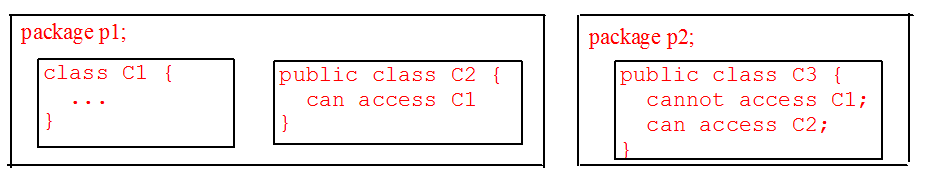 package p1;
class C1 {
  ...
}
public class C2 {
  can access C1
}
package p2;
public class C3 {
  cannot access C1;
  can access C2;
}